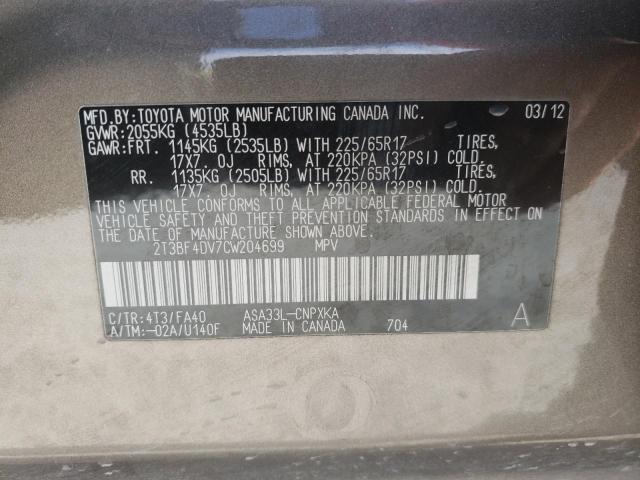 MFD.BY:TOYOTA MOTOR MANUFACTURING CANADA INC. 03/12
GVWR:2055KG (4535LB)
GAWR:FRT. 1145KG (2535LB) WITH 225/65R17 TIRES,
17X7. 0J RIMS, AT 220KPA (32PSI) COLD.
RR. 1135KG (2505LB) WITH 225/65R17 TIRES,
17X7. 0J RIMS, AT 220KPA (32PSI) COLD.
THIS VEHICLE CONFORMS TO ALL APPLICABLE FEDERAL MOTOR
VEHICLE SAFETY AND THEFT PREVENTION STANDARDS IN EFFECT
ON THE DATE OF MANUFACTURE SHOWN ABOVE.
2T3BF4DV7CW204699 MPV
C/TR:4T3/FA40 ASA33L-CNPXKA
A/TM:-02A/U140F MADE IN CANADA 704 A